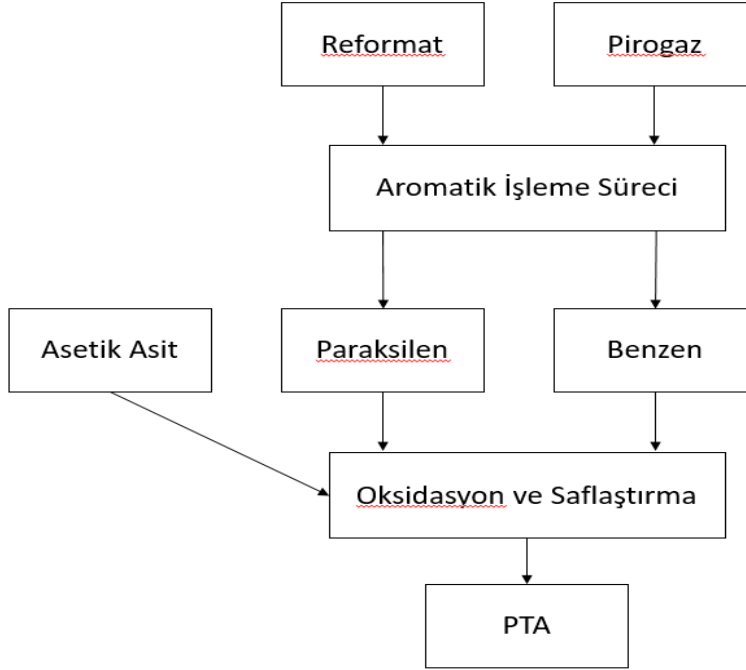 Reformat
Pirogaz
Aromatik İşleme Süreci
Asetik Asit
Paraksilen
Benzen
Oksidasyon ve Saflaştırma
PTA